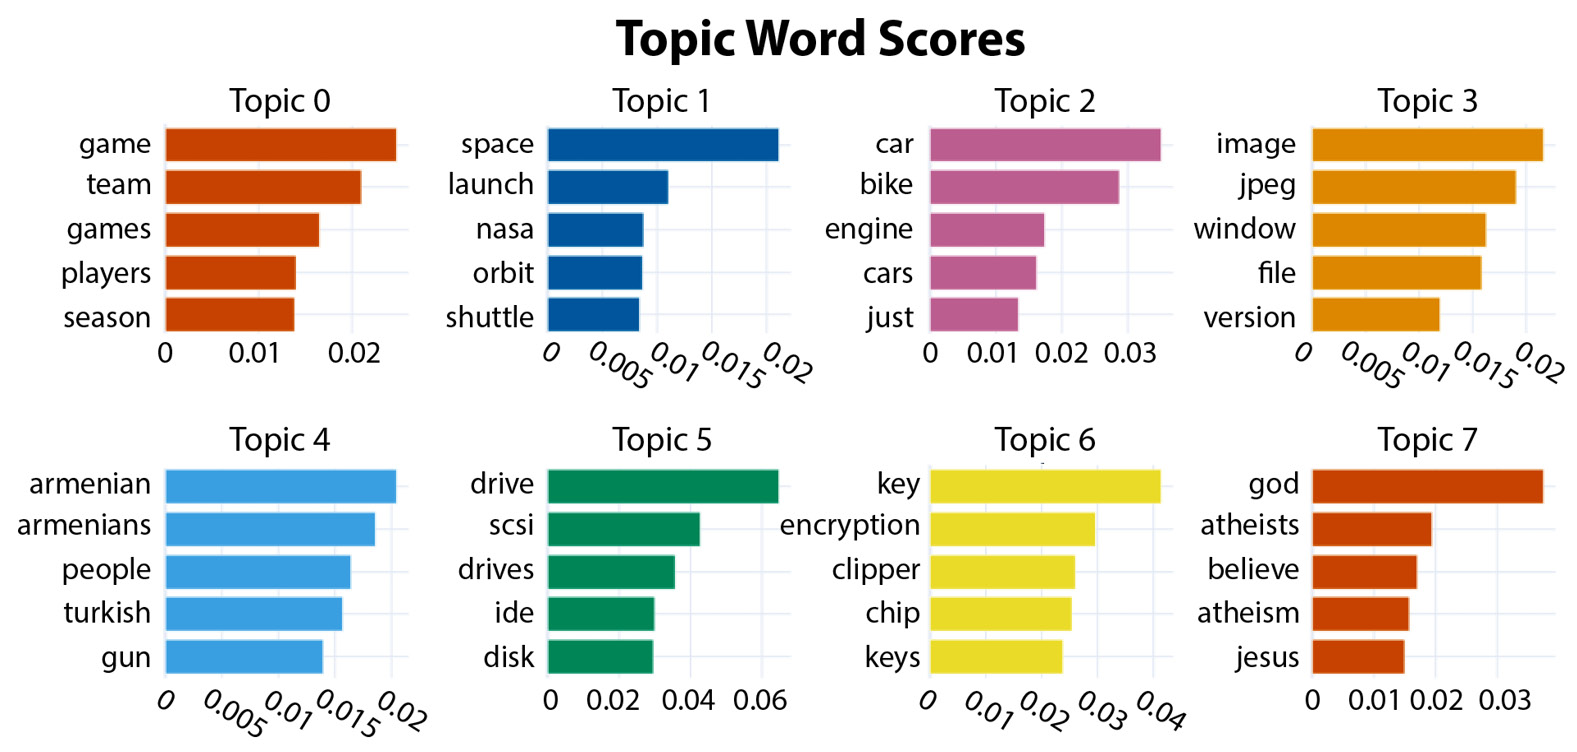 Topic Word Scores
Topic 0
game
team
games
players
season
0 0.01 0.02
Topic 1
space
launch
nasa
orbit
shuttle
0 0.005 0.01 0.015 0.02
Topic 2
car
bike
engine
cars
just
0 0.01 0.02 0.03
Topic 3
image
jpeg
window
file
version
0 0.005 0.01 0.015 0.02
Topic 4
armenian
armenians
people
turkish
gun
0 0.005 0.01 0.015 0.02
Topic 5
drive
scsi
drives
ide
disk
0 0.02 0.04 0.06
Topic 6
key
encryption
clipper
chip
keys
0 0.01 0.02 0.03 0.04
Topic 7
god
atheists
believe
atheism
jesus
0 0.01 0.02 0.03